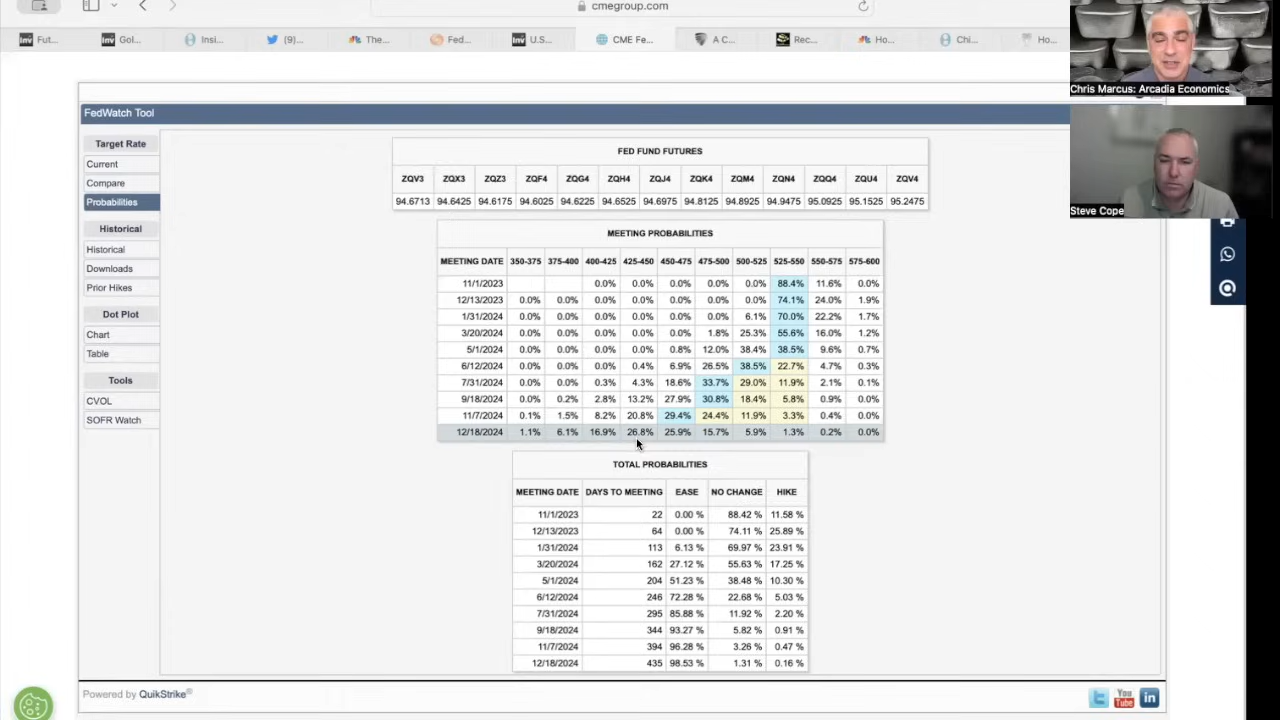 cmegroup.com
Fut...
Gol...
Insi...
(9)...
The...
Fed...
U.S...
CME Fe...
A C...
Rec...
Ho...
Chi...
Ho...
Chris Marcus: Arcadia Economics
Steve Cope
FedWatch Tool
Target Rate
Current
Compare
Probabilities
Historical
Historical
Downloads
Prior Hikes
Dot Plot
Chart
Table
Tools
CVOL
SOFR Watch
FED FUND FUTURES
ZQV3 ZQX3 ZQZ3 ZQF4 ZQG4 ZQH4 ZQJ4 ZQK4 ZQM4 ZQN4 ZQQ4 ZQU4 ZQV4
94.6713 94.6425 94.6175 94.6025 94.6225 94.6525 94.6975 94.8125 94.8925 94.9475 95.0925 95.1525 95.2475
MEETING PROBABILITIES
MEETING DATE 350-375 375-400 400-425 425-450 450-475 475-500 500-525 525-550 550-575 575-600
11/1/2023 0.0% 0.0% 0.0% 0.0% 0.0% 88.4% 11.6% 0.0%
12/13/2023 0.0% 0.0% 0.0% 0.0% 0.0% 0.0% 0.0% 74.1% 24.0% 1.9%
1/31/2024 0.0% 0.0% 0.0% 0.0% 0.0% 0.0% 6.1% 70.0% 22.2% 1.7%
3/20/2024 0.0% 0.0% 0.0% 0.0% 0.0% 1.8% 25.3% 55.6% 16.0% 1.2%
5/1/2024 0.0% 0.0% 0.0% 0.0% 0.8% 12.0% 38.4% 38.5% 9.6% 0.7%
6/12/2024 0.0% 0.0% 0.0% 0.4% 6.9% 26.5% 38.5% 22.7% 4.7% 0.3%
7/31/2024 0.0% 0.0% 0.3% 4.3% 18.6% 33.7% 29.0% 11.9% 2.1% 0.1%
9/18/2024 0.0% 0.2% 2.8% 13.2% 27.9% 30.8% 18.4% 5.8% 0.9% 0.0%
11/7/2024 0.1% 1.5% 8.2% 20.8% 29.4% 24.4% 11.9% 3.3% 0.4% 0.0%
12/18/2024 1.1% 6.1% 16.9% 26.8% 25.9% 15.7% 5.9% 1.3% 0.2% 0.0%
TOTAL PROBABILITIES
MEETING DATE DAYS TO MEETING EASE NO CHANGE HIKE
11/1/2023 22 0.00 % 88.42 % 11.58 %
12/13/2023 64 0.00 % 74.11 % 25.89 %
1/31/2024 113 6.13 % 69.97 % 23.91 %
3/20/2024 162 27.12 % 55.63 % 17.25 %
5/1/2024 204 51.23 % 38.48 % 10.30 %
6/12/2024 246 72.28 % 22.68 % 5.03 %
7/31/2024 295 85.88 % 11.92 % 2.20 %
9/18/2024 344 93.27 % 5.82 % 0.91 %
11/7/2024 394 96.28 % 3.26 % 0.47 %
12/18/2024 435 98.53 % 1.31 % 0.16 %
Powered by QuikStrike®
You Tube
in